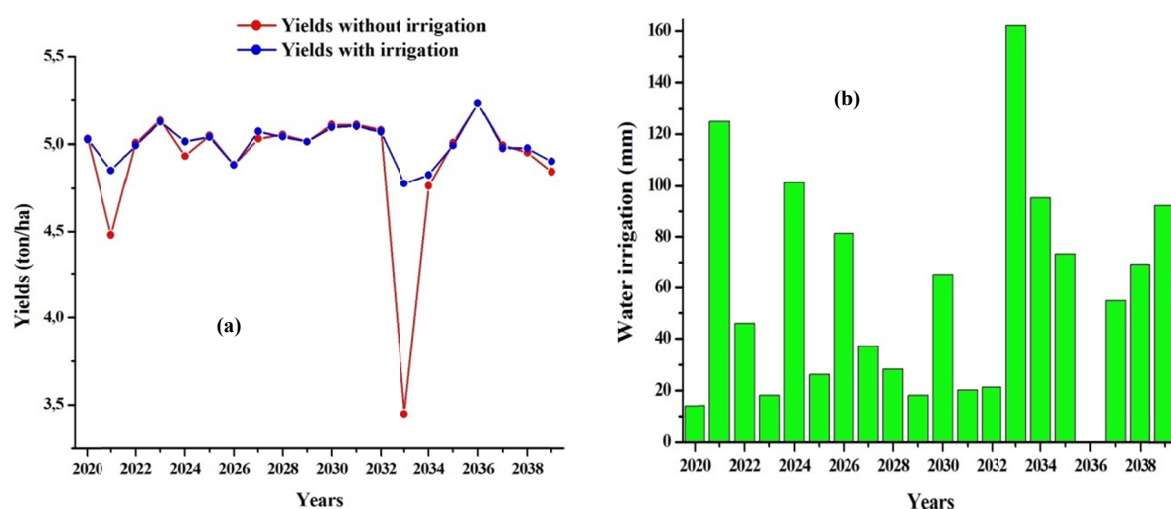 Yields without irrigation
Yields with irrigation
Yields (ton/ha)
5,5
5,0
4,5
4,0
3,5
(a)
2020 2022 2024 2026 2028 2030 2032 2034 2036 2038
Years
Water irrigation (mm)
160
140
120
100
80
60
40
20
0
(b)
2020 2022 2024 2026 2028 2030 2032 2034 2036 2038
Years